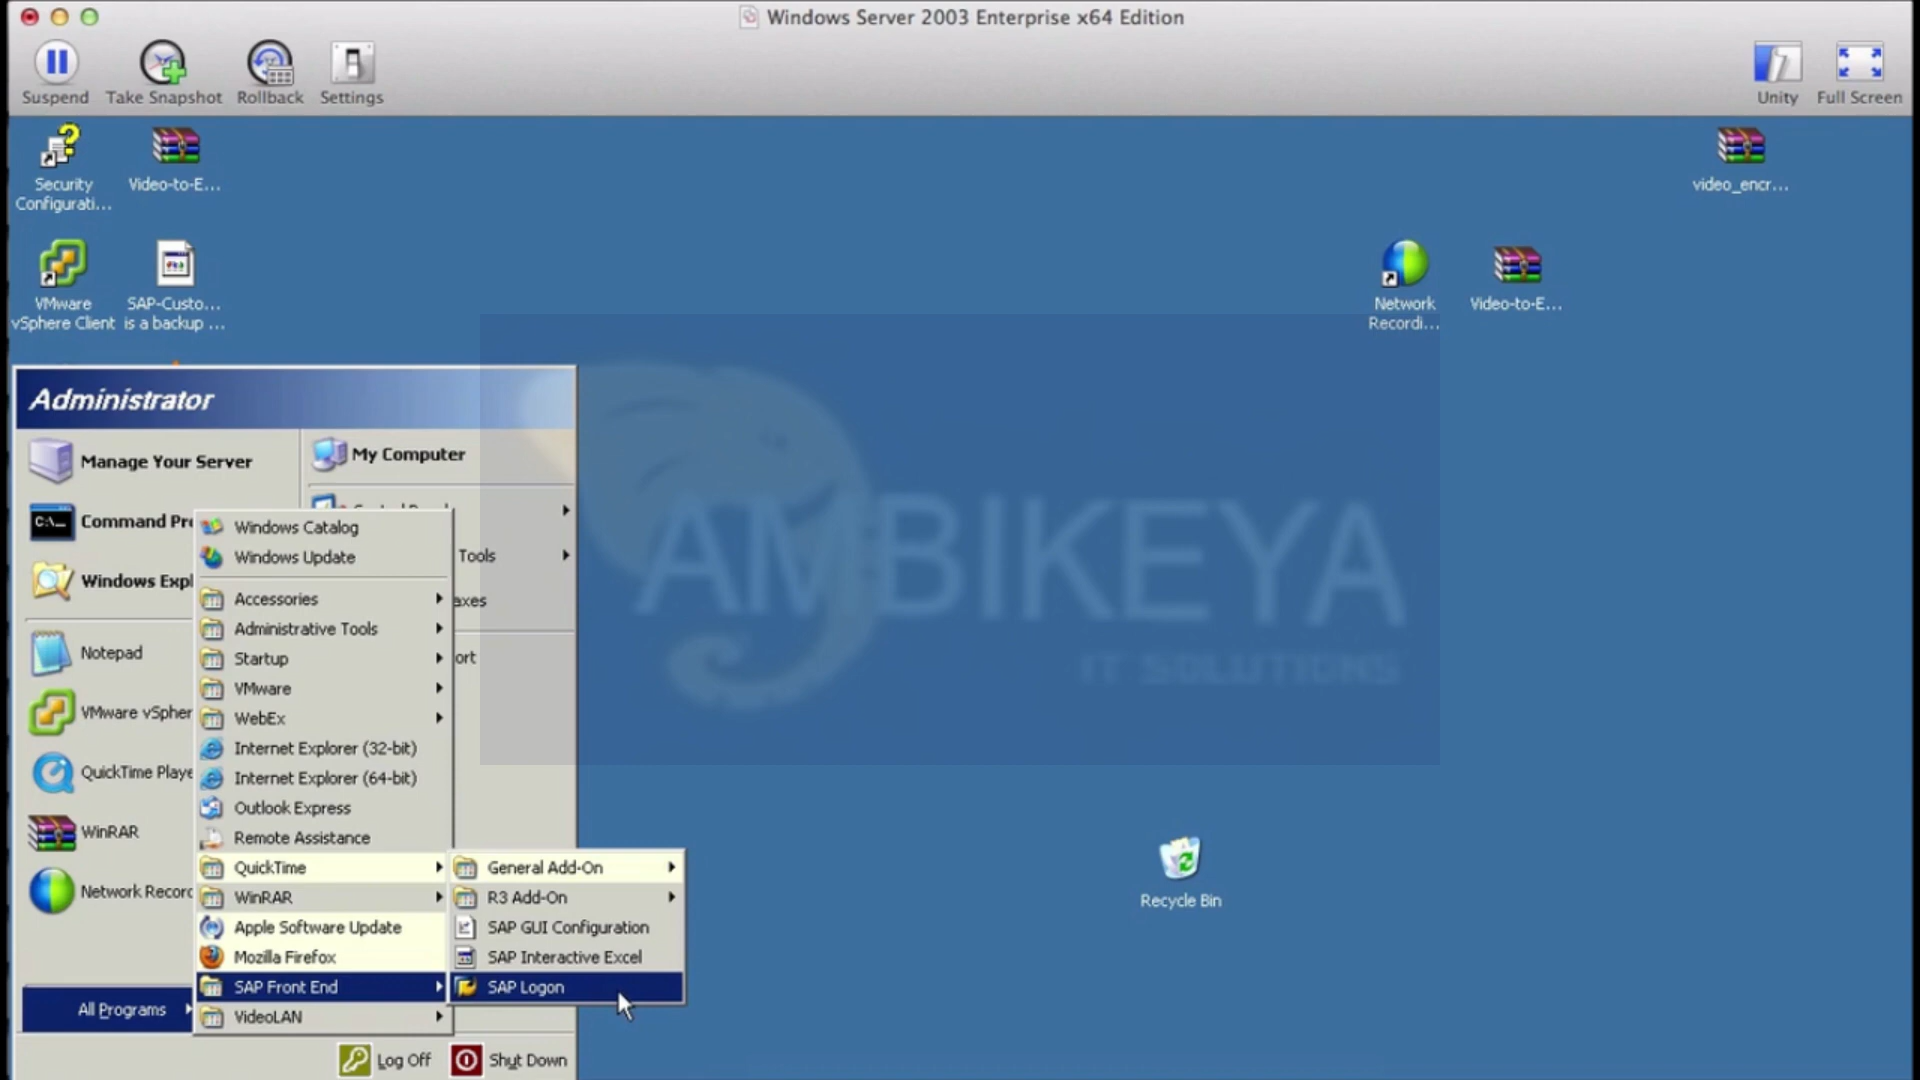 Windows Server 2003 Enterprise x64 Edition
Suspend
Take Snapshot
Rollback
Settings
Unity
Full Screen
Security
Configurati...
Video-to-E...
video_encr...
VMware
vSphere Client
SAP-Custo...
is a backup ...
Network
Recordi...
Video-to-E...
Administrator
Manage Your Server
My Computer
Command Pr
Windows Catalog
Windows Update
Tools
Windows Expl
Accessories
axes
Administrative Tools
Notepad
Startup
ort
VMware
VMware vSpher
WebEx
Internet Explorer (32-bit)
QuickTime Playe
Internet Explorer (64-bit)
Outlook Express
WinRAR
Remote Assistance
QuickTime
General Add-On
Network Recor
WinRAR
R3 Add-On
Apple Software Update
SAP GUI Configuration
Mozilla Firefox
SAP Interactive Excel
SAP Front End
SAP Logon
All Programs
VideoLAN
Log Off
Shut Down
Recycle Bin
C:\...
AMBIKEYA
IT SOLUTIONS